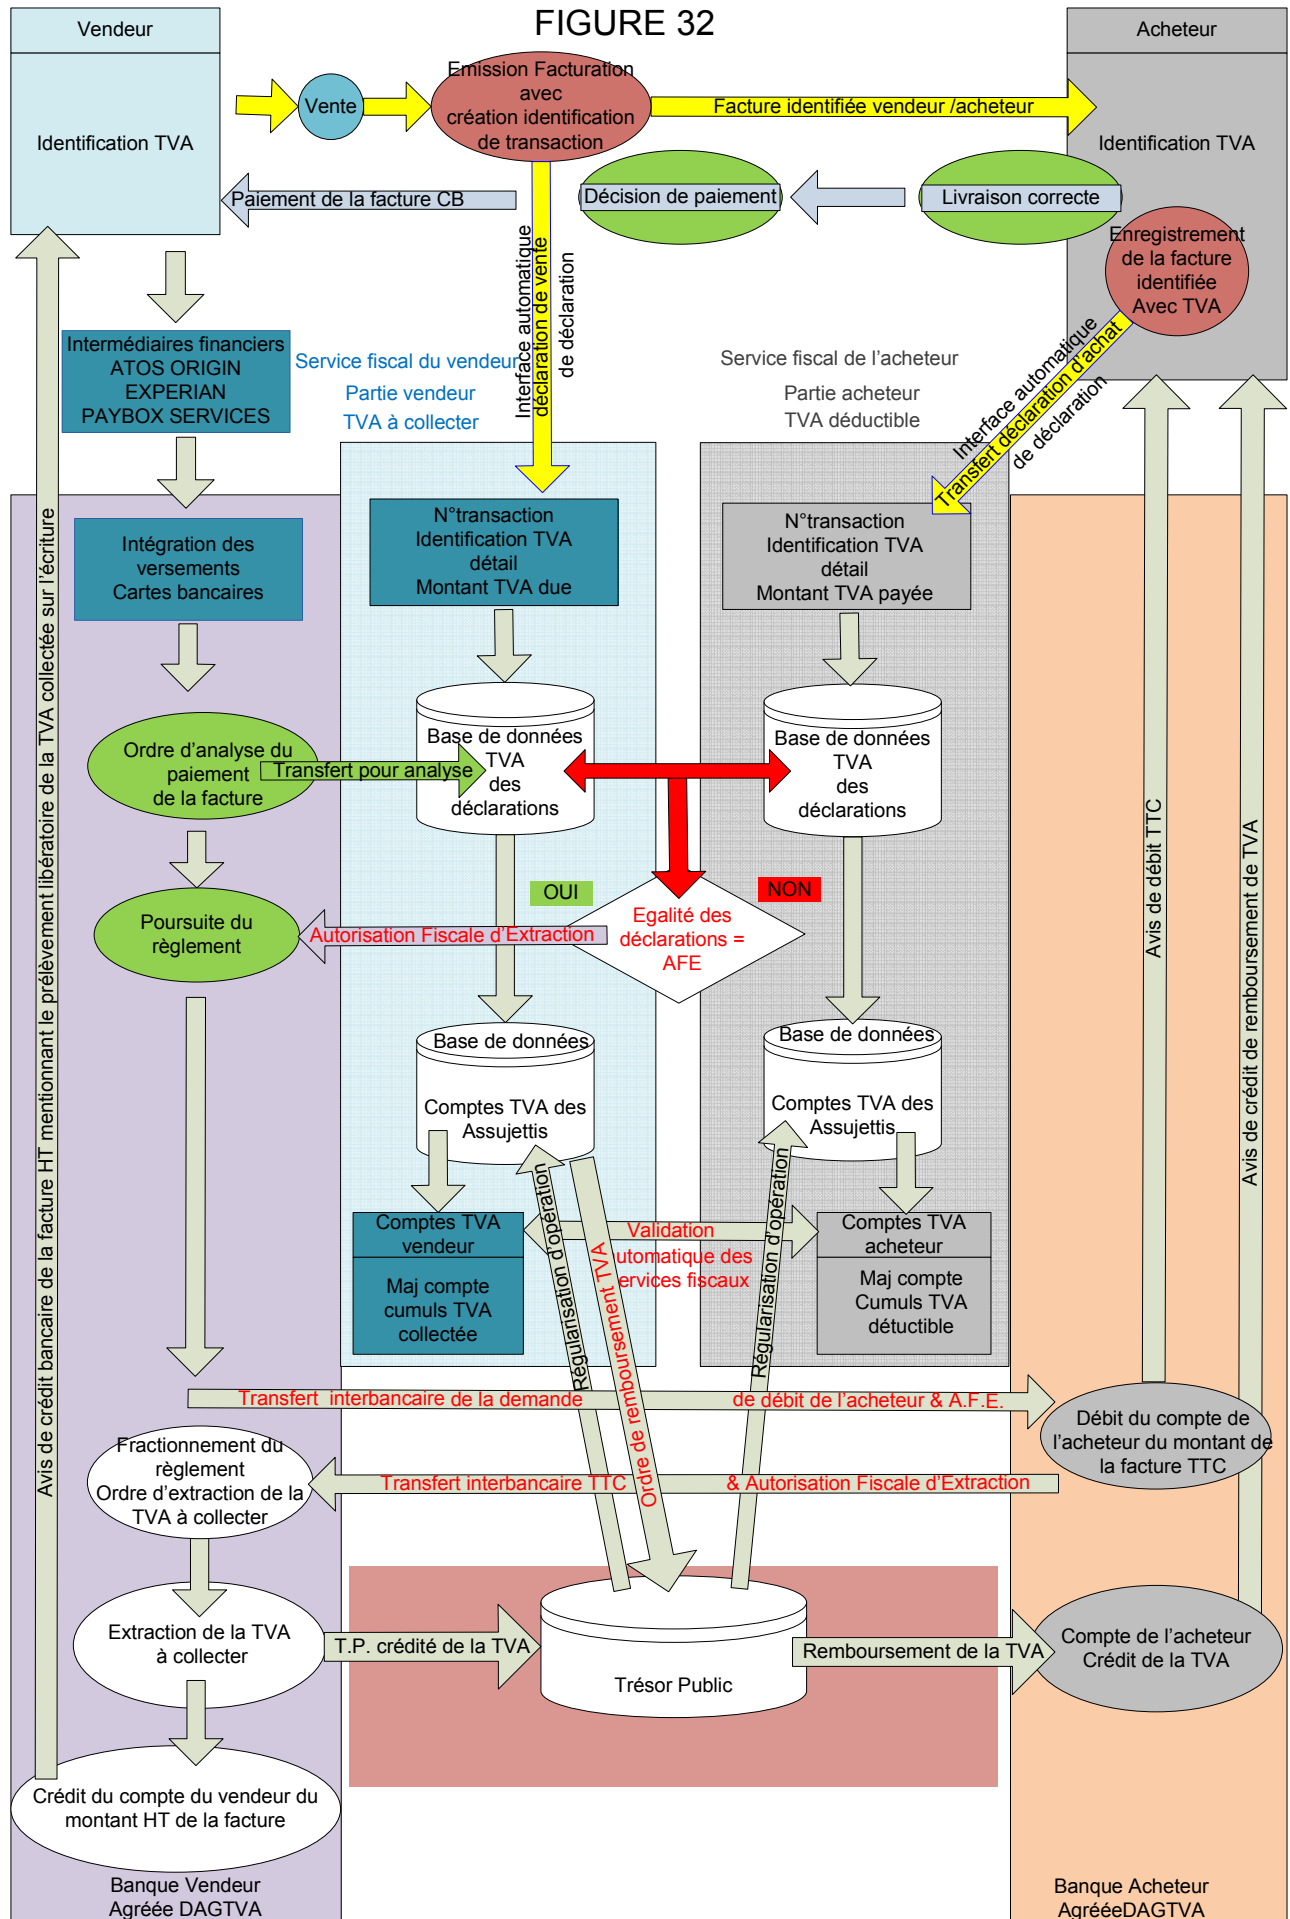 FIGURE 32
Vendeur
Identification TVA
Vente
Emission Facturation
avec
création identification
de transaction
Facture identifiée vendeur /acheteur
Acheteur
Identification TVA
Paiement de la facture CB
Décision de paiement
Livraison correcte
Enregistrement
de la facture
identifiée
Avec TVA
Interface automatique
déclaration de vente
de déclaration
Interface automatique
Transfert déclaration d'achat
de déclaration
Intermédiaires financiers
ATOS ORIGIN
EXPERIAN
PAYBOX SERVICES
Service fiscal du vendeur
Partie vendeur
TVA à collecter
Service fiscal de l'acheteur
Partie acheteur
TVA déductible
Intégration des
versements
Cartes bancaires
N°transaction
Identification TVA
détail
Montant TVA due
N°transaction
Identification TVA
détail
Montant TVA payée
Ordre d'analyse du
paiement
de la facture
Transfert pour analyse
Base de données
TVA
des
déclarations
Base de données
TVA
des
déclarations
OUI
NON
Egalité des
déclarations =
AFE
Autorisation Fiscale d'Extraction
Poursuite du
règlement
Base de données
Comptes TVA des
Assujettis
Base de données
Comptes TVA des
Assujettis
Comptes TVA
vendeur
Maj compte
cumuls TVA
collectée
Validation
utomatique des
ervices fiscaux
Comptes TVA
acheteur
Maj compte
Cumuls TVA
détuctible
Régularisation d'opération
Ordre de remboursement TVA
Régularisation d'opération
Avis de crédit bancaire de la facture HT mentionnant le prélèvement libératoire de la TVA collectée sur l'écriture
Avis de débit TTC
Avis de crédit de remboursement de TVA
Transfert interbancaire de la demande
de débit de l'acheteur & A.F.E.
Débit du compte de
l'acheteur du montant de
la facture TTC
Fractionnement du
règlement
Ordre d'extraction de la
TVA à collecter
Transfert interbancaire TTC
& Autorisation Fiscale d'Extraction
Extraction de la TVA
à collecter
T.P. crédité de la TVA
Trésor Public
Remboursement de la TVA
Compte de l'acheteur
Crédit de la TVA
Crédit du compte du vendeur du
montant HT de la facture
Banque Vendeur
Agréée DAGTVA
Banque Acheteur
AgrééeDAGTVA